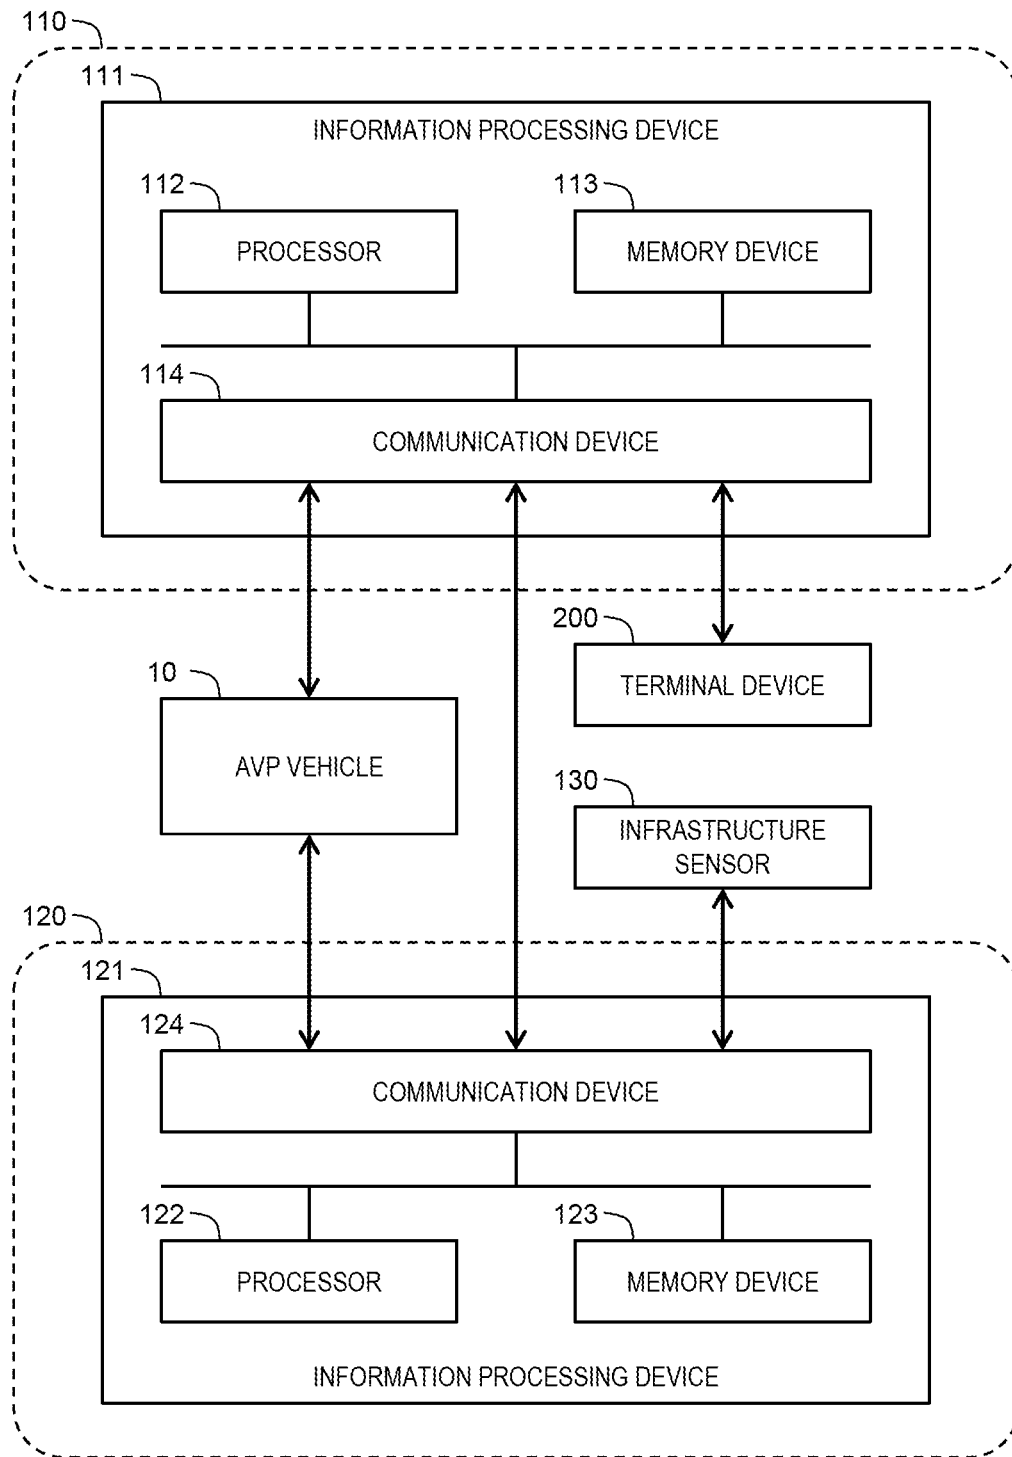 110
111
INFORMATION PROCESSING DEVICE
112
113
PROCESSOR
MEMORY DEVICE
114
COMMUNICATION DEVICE
200
TERMINAL DEVICE
10
AVP VEHICLE
130
INFRASTRUCTURE
SENSOR
120
121
124
COMMUNICATION DEVICE
122
123
PROCESSOR
MEMORY DEVICE
INFORMATION PROCESSING DEVICE